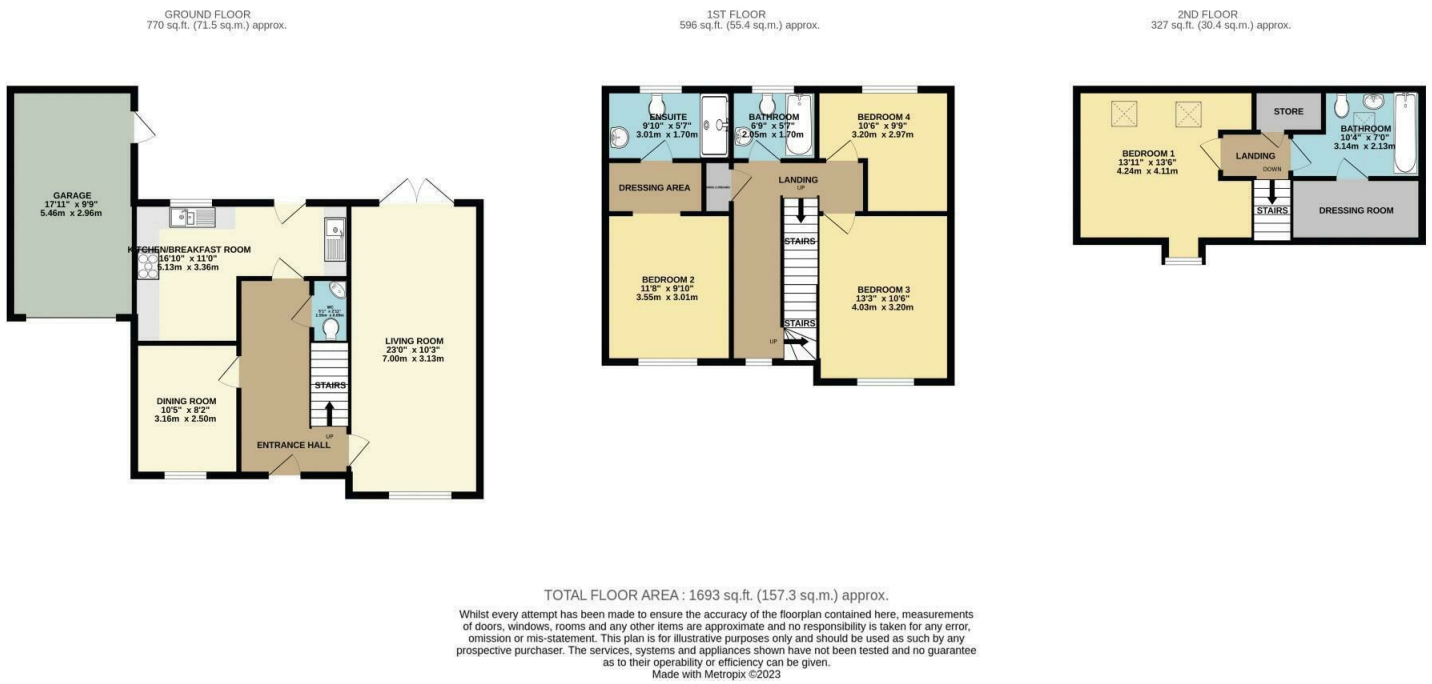 GROUND FLOOR
770 sq.ft. (71.5 sq.m.) approx.
GARAGE
17'11" x 9'9"
5.46m x 2.96m
KITCHEN/BREAKFAST ROOM
16'10" x 11'0"
5.13m x 3.36m
WC
LIVING ROOM
23'0" x 10'3"
7.00m x 3.13m
DINING ROOM
10'5" x 8'2"
3.16m x 2.50m
STAIRS
UP
ENTRANCE HALL
1ST FLOOR
596 sq.ft. (55.4 sq.m.) approx.
ENSUITE
9'10" x 5'7"
3.01m x 1.70m
BATHROOM
6'9" x 5'7"
2.05m x 1.70m
BEDROOM 4
10'6" x 9'9"
3.20m x 2.97m
DRESSING AREA
LANDING
UP
STAIRS
BEDROOM 2
11'8" x 9'10"
3.55m x 3.01m
BEDROOM 3
13'3" x 10'6"
4.03m x 3.20m
STAIRS
UP
2ND FLOOR
327 sq.ft. (30.4 sq.m.) approx.
BEDROOM 1
13'11" x 13'6"
4.24m x 4.11m
STORE
LANDING
DOWN
BATHROOM
10'4" x 7'0"
3.14m x 2.13m
STAIRS
DRESSING ROOM
TOTAL FLOOR AREA : 1693 sq.ft. (157.3 sq.m.) approx.
Whilst every attempt has been made to ensure the accuracy of the floorplan contained here, measurements
of doors, windows, rooms and any other items are approximate and no responsibility is taken for any error,
omission or mis-statement. This plan is for illustrative purposes only and should be used as such by any
prospective purchaser. The services, systems and appliances shown have not been tested and no guarantee
as to their operability or efficiency can be given.
Made with Metropix ©2023